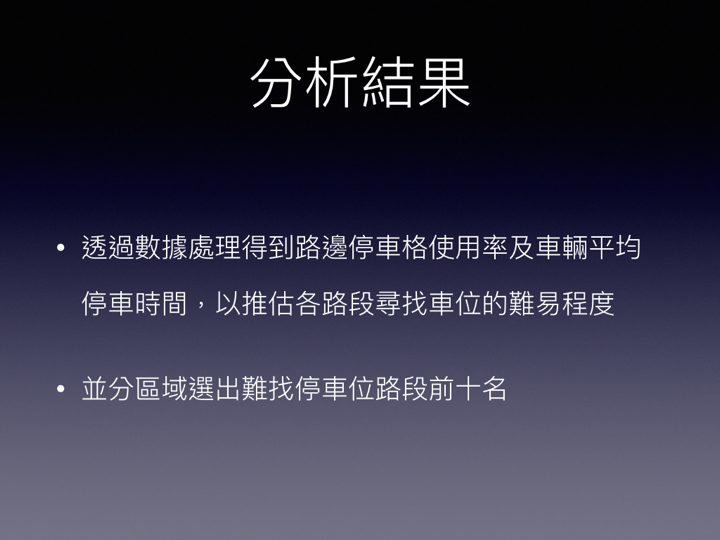 分析結果
• 透過數據處理得到路邊停車格使用率及車輛平均
停車時間，以推估各路段尋找車位的難易程度
• 並分區域選出難找停車位路段前十名